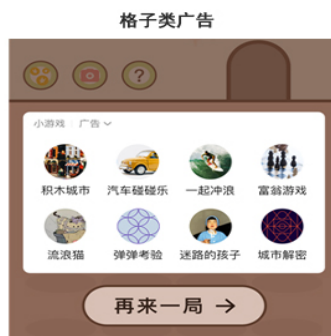 格子类广告
?
小游戏 广告
积木城市 汽车碰碰乐 一起冲浪 富翁游戏
流浪猫 弹弹考验 迷路的孩子 城市解密
再来一局 →